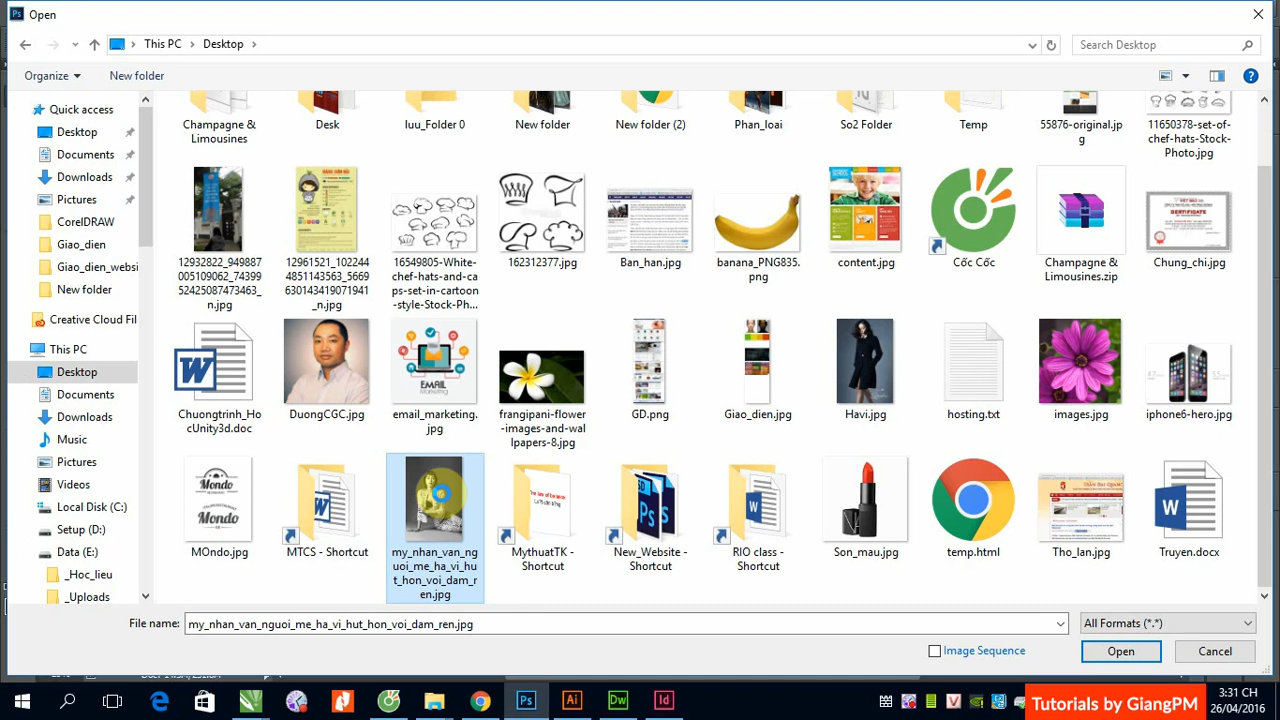 Open
This PC
Desktop
Search Desktop
Organize
New folder
Quick access
Desktop
Documents
Downloads
Pictures
CorelDRAW
Giao_dien
Giao_dien_websi
New folder
Creative Cloud Fil
This PC
Desktop
Documents
Downloads
Music
Pictures
Videos
Local Disk (C:)
Setup (D:)
Data (E:)
_Hoc_lieu
_Uploads
Champagne &
Limousines
Desk
luu_Folder 0
New folder
New folder (2)
Phan_loai
So2 Folder
Temp
55876-original.jp
g
11650378-set-of-
chef-hats-Stock-
Photo.jpg
12932822_949887
005109062_74399
52425087473463_
n.jpg
12961521_102244
4851143563_5669
630143419071941
_n.jpg
16549805-White-
chef-hats-and-ca
ps-set-in-cartoon
-style-Stock-Ph...
162312377.jpg
Ban_han.jpg
banana_PNG835.
png
content.jpg
Cốc Cốc
Champagne &
Limousines.zip
CERTIFICATE
Chung_chi.jpg
Chuongtrinh_Ho
cUnity3d.doc
DuongCGC.jpg
EMAIL
email_marketing.
jpg
frangipani-flower
-images-and-wal
lpapers-8.jpg
GD.png
Giao_dien.jpg
Havi.jpg
hosting.txt
images.jpg
iphone6-hero.jpg
Mondo
Mondo
MOndo.jpg
MTCS - Shortcut
my_nhan_van_ng
uoi_me_ha_vi_hu
t_hon_voi_dam_r
en.jpg
MythuatTK -
Shortcut
New_Website -
Shortcut
RIO class -
Shortcut
Son_mau.jpg
temp.html
Tho_lan.jpg
Truyen.docx
File name:
my_nhan_van_nguoi_me_ha_vi_hut_hon_voi_dam_ren.jpg
All Formats (*.*)
Image Sequence
Open
Cancel
Ps
Ai
Dw
Id
Tutorials by GiangPM
3:31 CH
26/04/2016